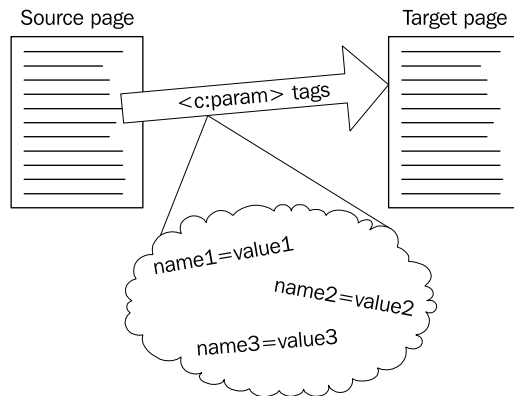 Source page
Target page
<c:param> tags
name1=value1
name2=value2
name3=value3